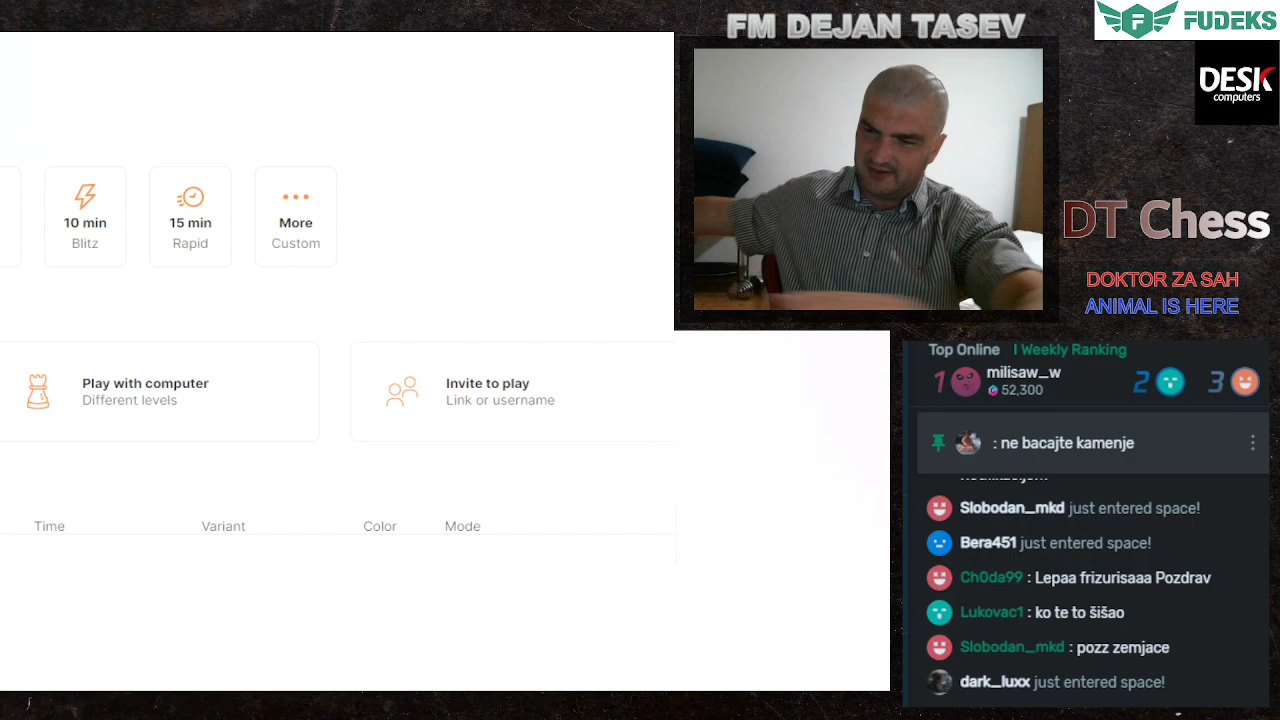 FM DEJAN TASEV
FUDEKS
DESK
computers
10 min
Blitz
15 min
Rapid
More
Custom
DT Chess
DOKTOR ZA SAH
ANIMAL IS HERE
Play with computer
Different levels
Invite to play
Link or username
Time Variant Color Mode
Top Online Weekly Ranking
1 milisaw_w 2 3
52,300
: ne bacajte kamenje
Slobodan_mkd just entered space!
Bera451 just entered space!
Ch0da99 : Lepaa frizurisaaa Pozdrav
Lukovac1 : ko te to šišao
Slobodan_mkd : pozz zemjace
dark_luxx just entered space!